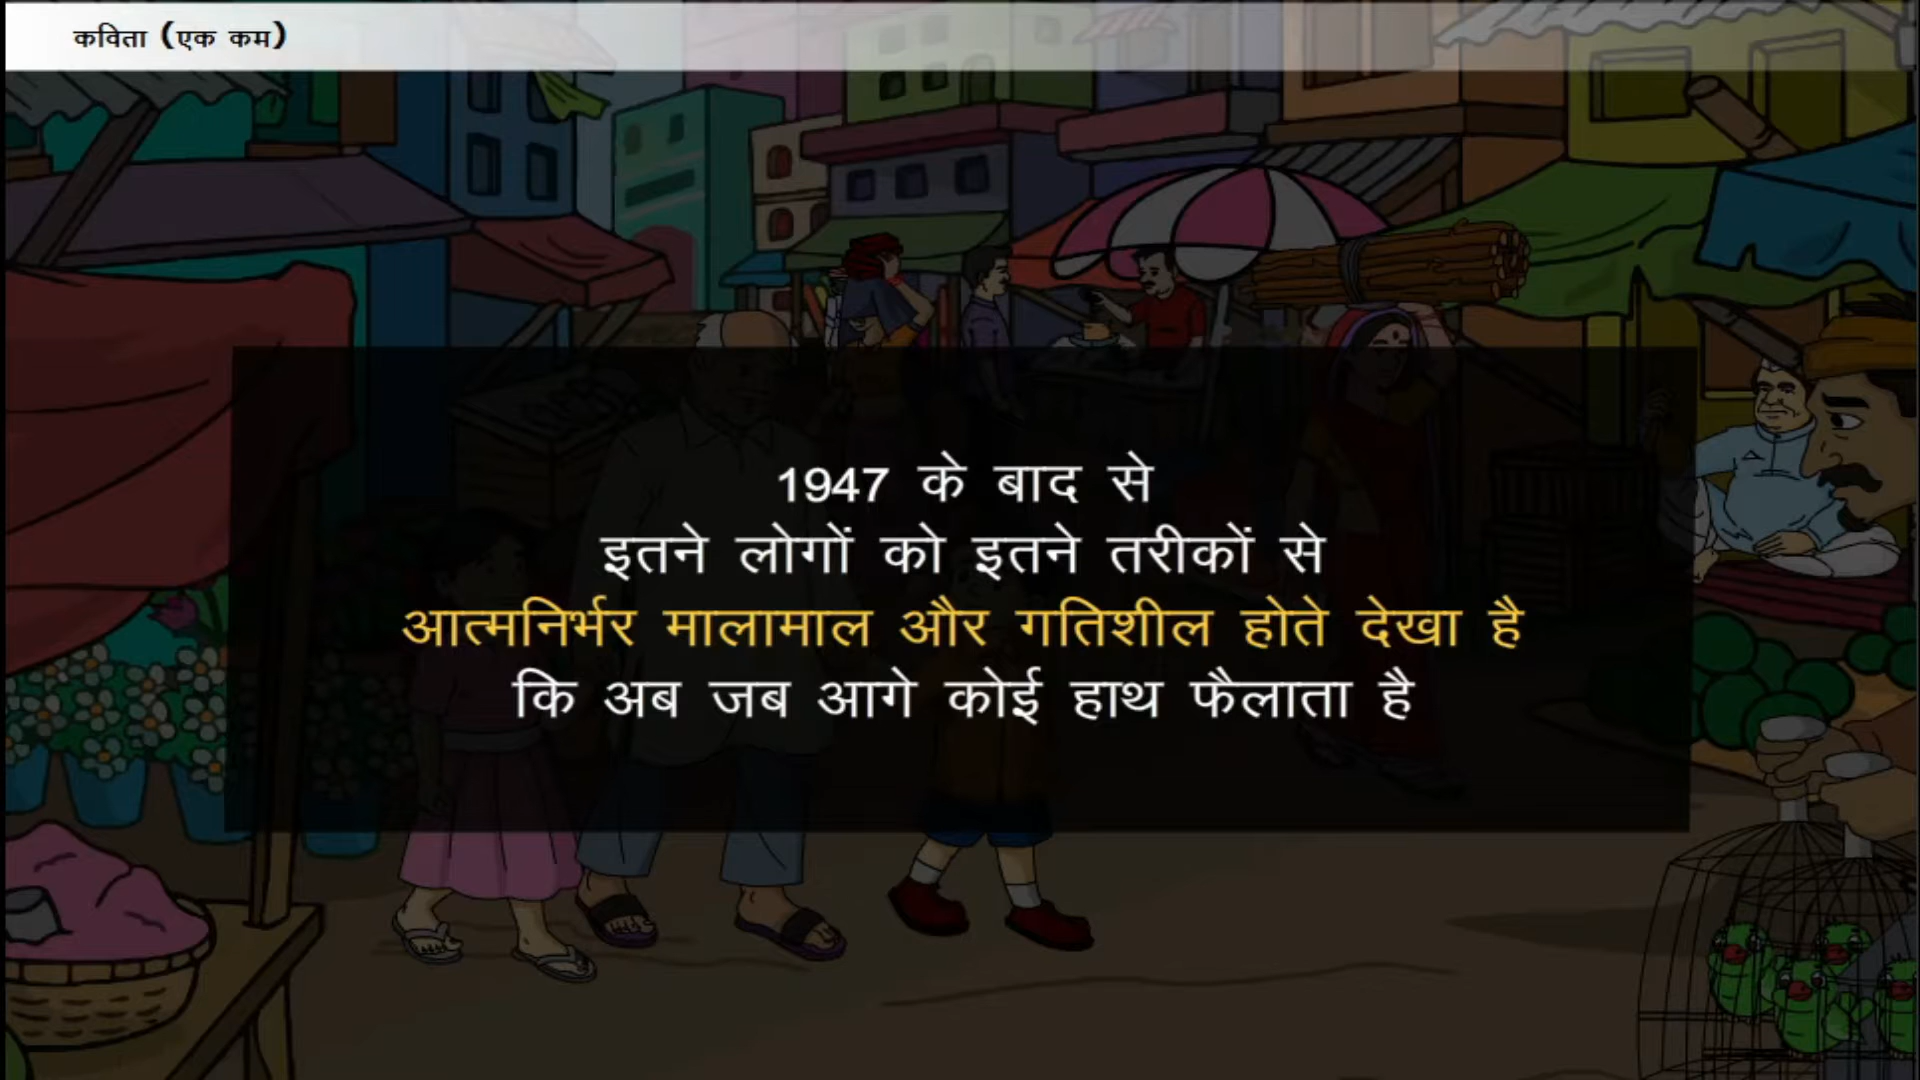 कविता (एक कम)
1947 के बाद से
इतने लोगों को इतने तरीकों से
आत्मनिर्भर मालामाल और गतिशील होते देखा है
कि अब जब आगे कोई हाथ फैलाता है